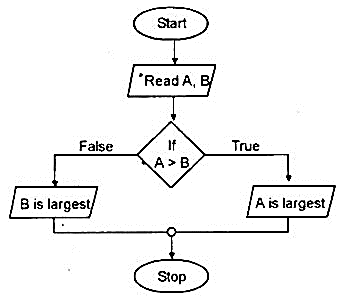 Start
Read A, B
If
A > B
False
True
B is largest
A is largest
Stop